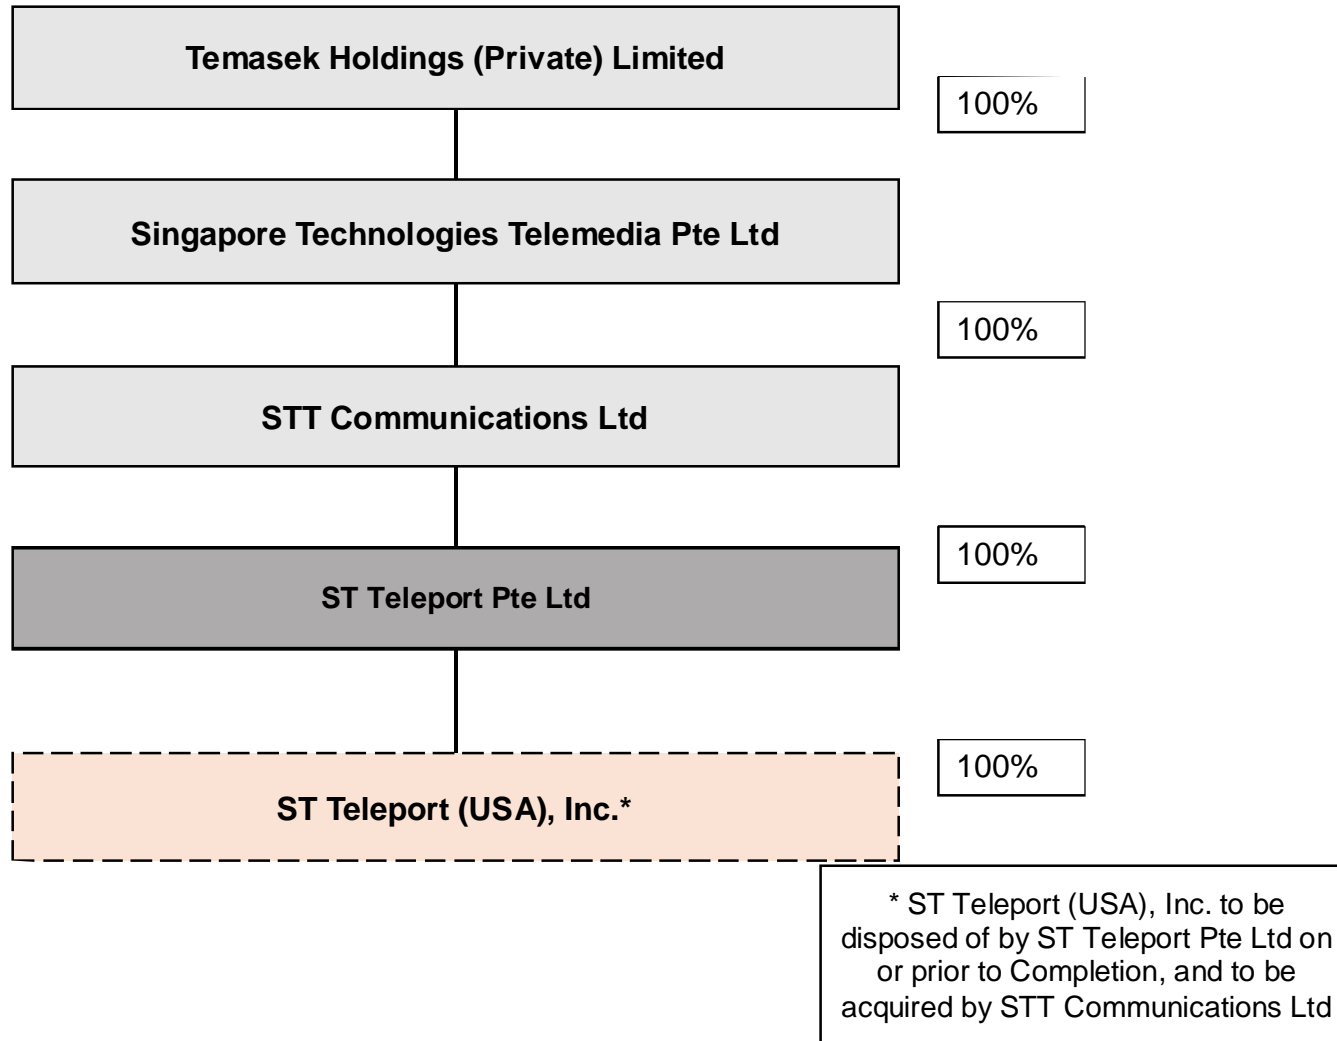 Temasek Holdings (Private) Limited
100%
Singapore Technologies Telemedia Pte Ltd
100%
STT Communications Ltd
100%
ST Teleport Pte Ltd
100%
ST Teleport (USA), Inc.*
* ST Teleport (USA), Inc. to be
disposed of by ST Teleport Pte Ltd on
or prior to Completion, and to be
acquired by STT Communications Ltd